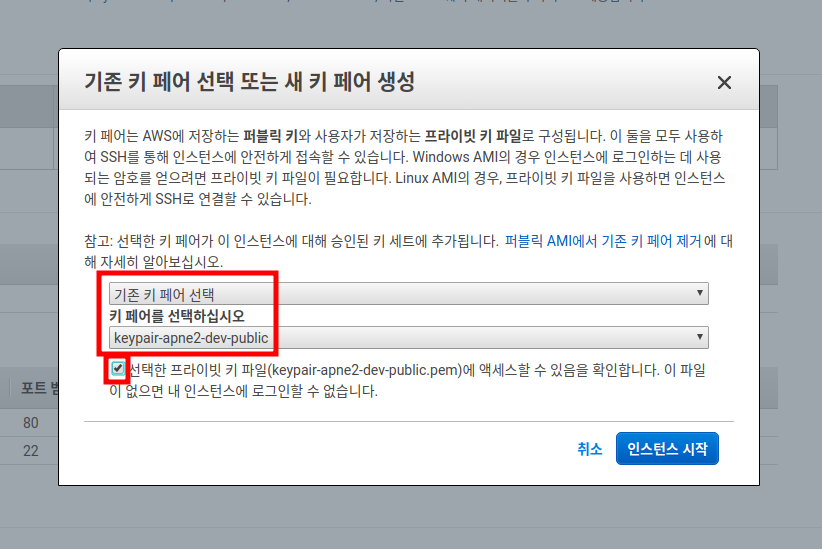 기존 키 페어 선택 또는 새 키 페어 생성
키 페어는 AWS에 저장하는 퍼블릭 키와 사용자가 저장하는 프라이빗 키 파일로 구성됩니다. 이 둘을 모두 사용하
여 SSH를 통해 인스턴스에 안전하게 접속할 수 있습니다. Windows AMI의 경우 인스턴스에 로그인하는 데 사용
되는 암호를 얻으려면 프라이빗 키 파일이 필요합니다. Linux AMI의 경우, 프라이빗 키 파일을 사용하면 인스턴스
에 안전하게 SSH로 연결할 수 있습니다.
참고: 선택한 키 페어가 이 인스턴스에 대해 승인된 키 세트에 추가됩니다. 퍼블릭 AMI에서 기존 키 페어 제거에 대
해 자세히 알아보십시오.
기존 키 페어 선택
키 페어를 선택하십시오
keypair-apne2-dev-public
선택한 프라이빗 키 파일(keypair-apne2-dev-public.pem)에 액세스할 수 있음을 확인합니다. 이 파일
이 없으면 내 인스턴스에 로그인할 수 없습니다.
취소 인스턴스 시작
포트
80
22